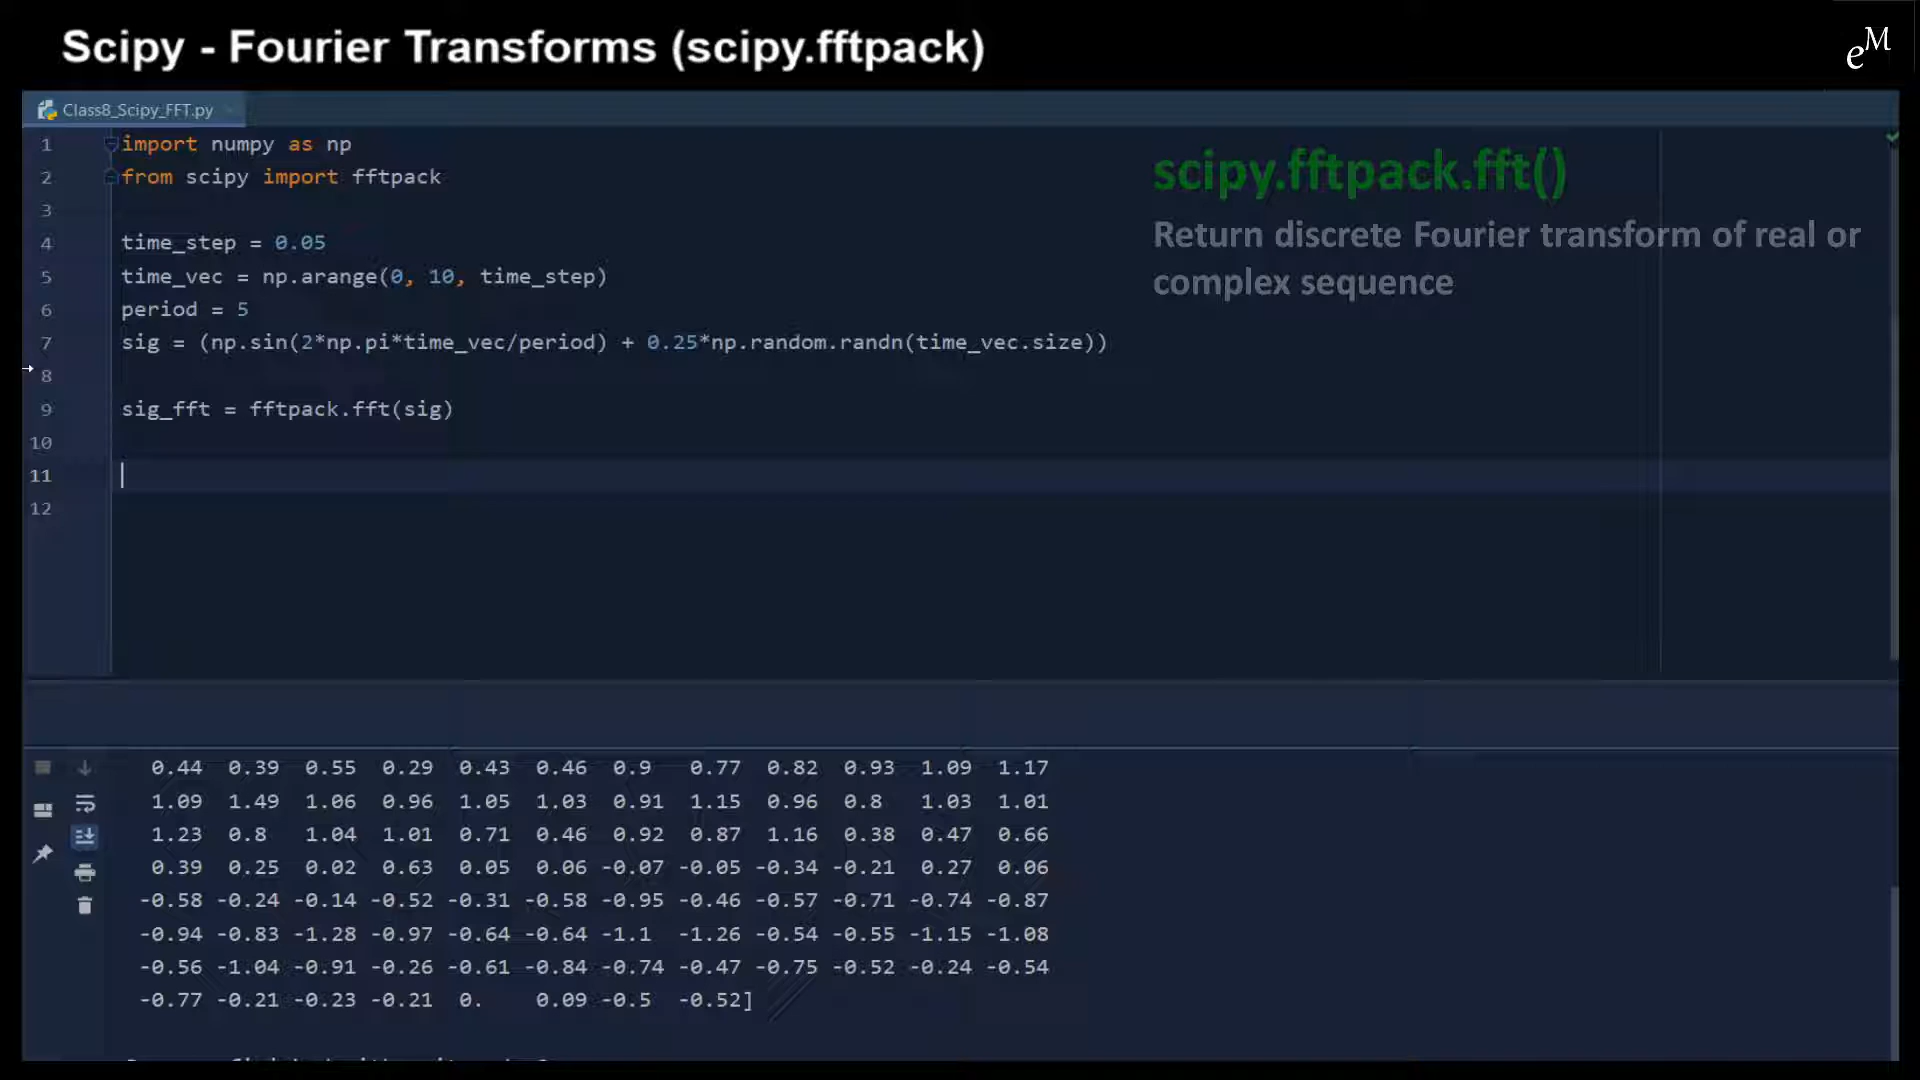 Scipy - Fourier Transforms (scipy.fftpack)
eM
Class8_Scipy_FFT.py
1 import numpy as np
2 from scipy import fftpack
3
4 time_step = 0.05
5 time_vec = np.arange(0, 10, time_step)
6 period = 5
7 sig = (np.sin(2*np.pi*time_vec/period) + 0.25*np.random.randn(time_vec.size))
8
9 sig_fft = fftpack.fft(sig)
10
11
12
scipy.fftpack.fft()
Return discrete Fourier transform of real or
complex sequence
0.44 0.39 0.55 0.29 0.43 0.46 0.9 0.77 0.82 0.93 1.09 1.17
1.09 1.49 1.06 0.96 1.05 1.03 0.91 1.15 0.96 0.8 1.03 1.01
1.23 0.8 1.04 1.01 0.71 0.46 0.92 0.87 1.16 0.38 0.47 0.66
0.39 0.25 0.02 0.63 0.05 0.06 -0.07 -0.05 -0.34 -0.21 0.27 0.06
-0.58 -0.24 -0.14 -0.52 -0.31 -0.58 -0.95 -0.46 -0.57 -0.71 -0.74 -0.87
-0.94 -0.83 -1.28 -0.97 -0.64 -0.64 -1.1 -1.26 -0.54 -0.55 -1.15 -1.08
-0.56 -1.04 -0.91 -0.26 -0.61 -0.84 -0.74 -0.47 -0.75 -0.52 -0.24 -0.54
-0.77 -0.21 -0.23 -0.21 0. 0.09 -0.5 -0.52]